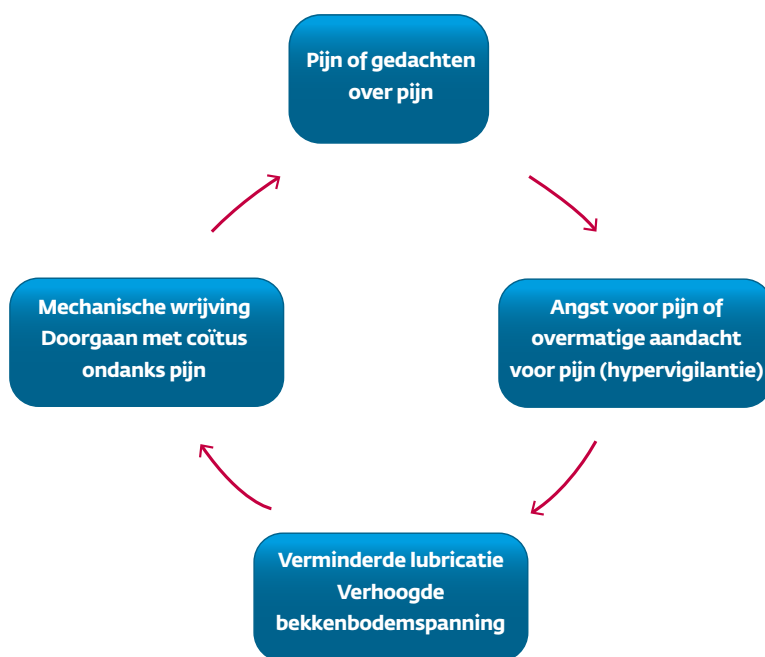 Pijn of gedachten
over pijn
Angst voor pijn of
overmatige aandacht
voor pijn (hypervigilantie)
Verminderde lubricatie
Verhoogde
bekkenbodemspanning
Mechanische wrijving
Doorgaan met coïtus
ondanks pijn